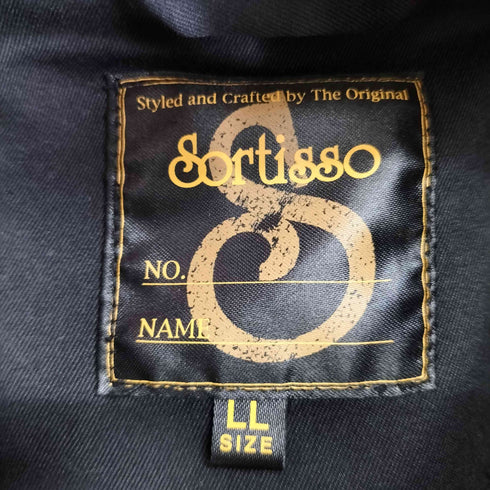 Styled and Crafted by The Original
Sortisso
NO.
NAME
LL
SIZE